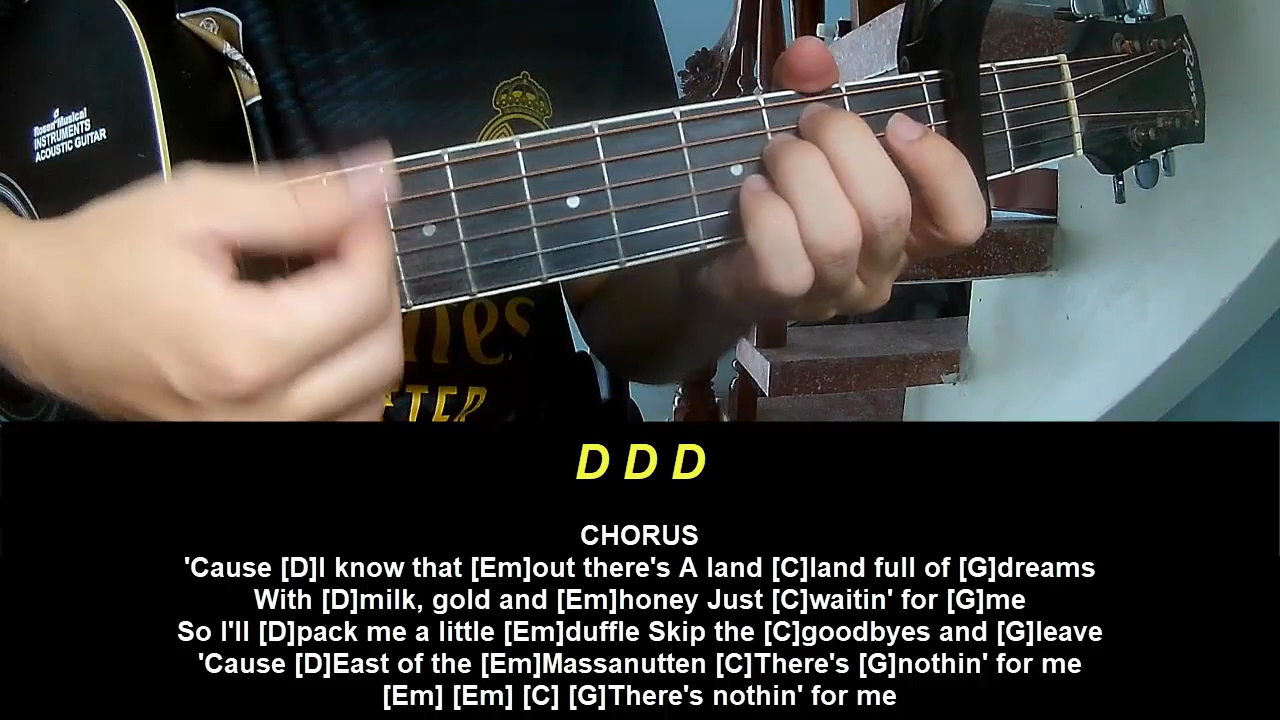 Rosen Musical
INSTRUMENTS
ACOUSTIC GUITAR
D D D
CHORUS
'Cause [D]I know that [Em]out there's A land [C]land full of [G]dreams
With [D]milk, gold and [Em]honey Just [C]waitin' for [G]me
So I'll [D]pack me a little [Em]duffle Skip the [C]goodbyes and [G]leave
'Cause [D]East of the [Em]Massanutten [C]There's [G]nothin' for me
[Em] [Em] [C] [G]There's nothin' for me